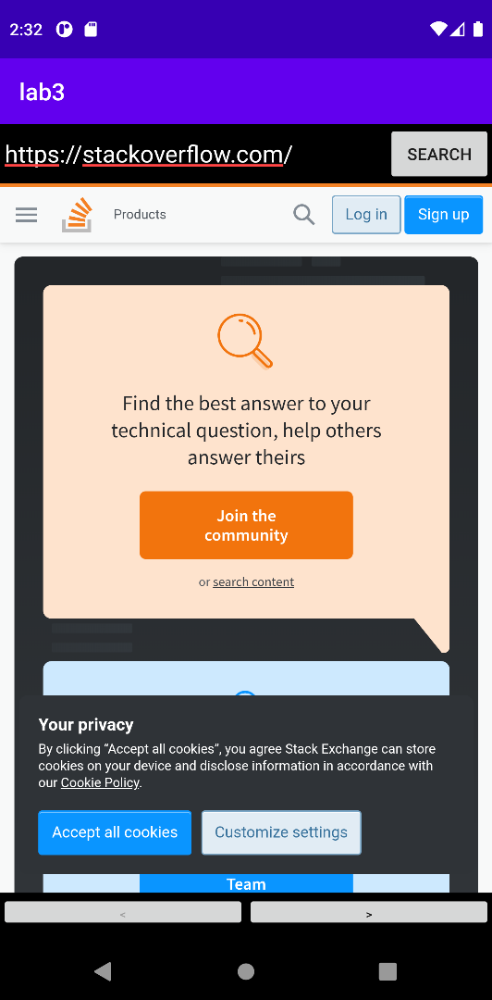 2:32
lab3
https://stackoverflow.com/
SEARCH
Products
Log in
Sign up
Find the best answer to your
technical question, help others
answer theirs
Join the
community
or search content
Your privacy
By clicking “Accept all cookies”, you agree Stack Exchange can store
cookies on your device and disclose information in accordance with
our Cookie Policy.
Accept all cookies
Customize settings
Team
<
>